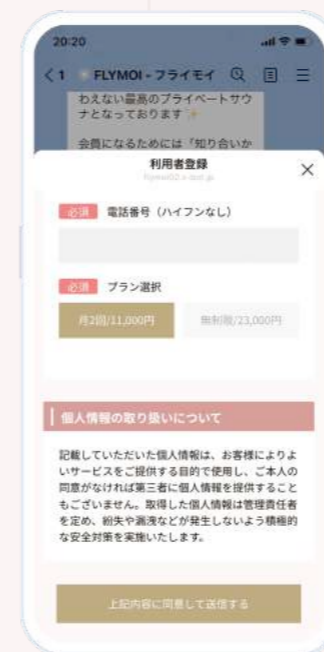 20:20
1 FLYMOI - フライモイ
わえない最高のプライベートサウ
ナとなっております
会員になるためには「知り合いか
利用者登録
必須 電話番号（ハイフンなし）
必須 プラン選択
月2回/11,000円 無制限/23,000円
個人情報の取り扱いについて
記載していただいた個人情報は、お客様によりよ
いサービスをご提供する目的で使用し、ご本人の
同意がなければ第三者に個人情報を提供すること
もございません。取得した個人情報は管理責任者
を定め、紛失や漏洩などが発生しないよう積極的
な安全対策を実施いたします。
上記内容に同意して送信する